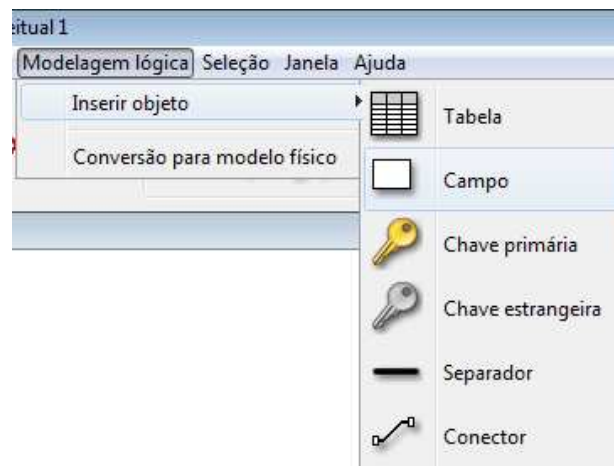 eitual 1
Modelagem lógica Seleção Janela Ajuda
Inserir objeto
Conversão para modelo físico
Tabela
Campo
Chave primária
Chave estrangeira
Separador
Conector